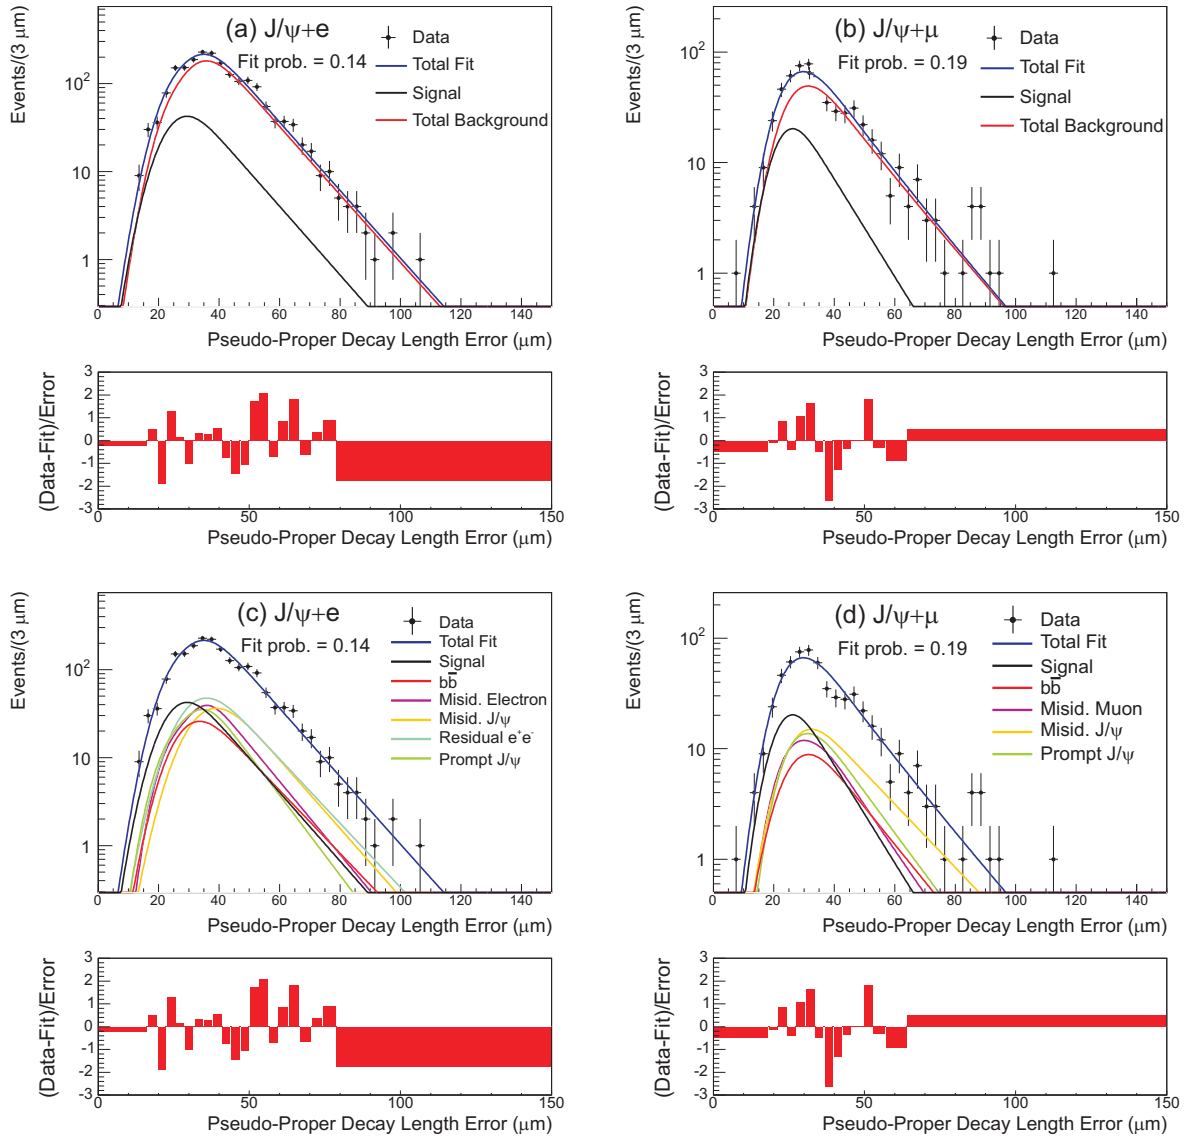 (a) J/ψ+e
Fit prob. = 0.14
Data
Total Fit
Signal
Total Background
Events/(3 μm)
10²
10
1
0 20 40 60 80 100 120 140
Pseudo-Proper Decay Length Error (μm)
(Data-Fit)/Error
3
2
1
0
-1
-2
-3
0 50 100 150
Pseudo-Proper Decay Length Error (μm)
(b) J/ψ+μ
Fit prob. = 0.19
Data
Total Fit
Signal
Total Background
Events/(3 μm)
10²
10
1
0 20 40 60 80 100 120 140
Pseudo-Proper Decay Length Error (μm)
(Data-Fit)/Error
3
2
1
0
-1
-2
-3
0 50 100 150
Pseudo-Proper Decay Length Error (μm)
(c) J/ψ+e
Fit prob. = 0.14
Data
Total Fit
Signal
bb̅
Misid. Electron
Misid. J/ψ
Residual e⁺e⁻
Prompt J/ψ
Events/(3 μm)
10²
10
1
0 20 40 60 80 100 120 140
Pseudo-Proper Decay Length Error (μm)
(Data-Fit)/Error
3
2
1
0
-1
-2
-3
0 50 100 150
Pseudo-Proper Decay Length Error (μm)
(d) J/ψ+μ
Fit prob. = 0.19
Data
Total Fit
Signal
bb̅
Misid. Muon
Misid. J/ψ
Prompt J/ψ
Events/(3 μm)
10²
10
1
0 20 40 60 80 100 120 140
Pseudo-Proper Decay Length Error (μm)
(Data-Fit)/Error
3
2
1
0
-1
-2
-3
0 50 100 150
Pseudo-Proper Decay Length Error (μm)